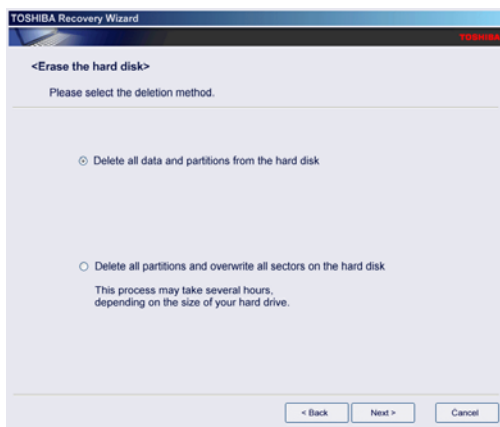 TOSHIBA Recovery Wizard
TOSHIBA
<Erase the hard disk>
Please select the deletion method.
Delete all data and partitions from the hard disk
Delete all partitions and overwrite all sectors on the hard disk
This process may take several hours,
depending on the size of your hard drive.
< Back Next > Cancel